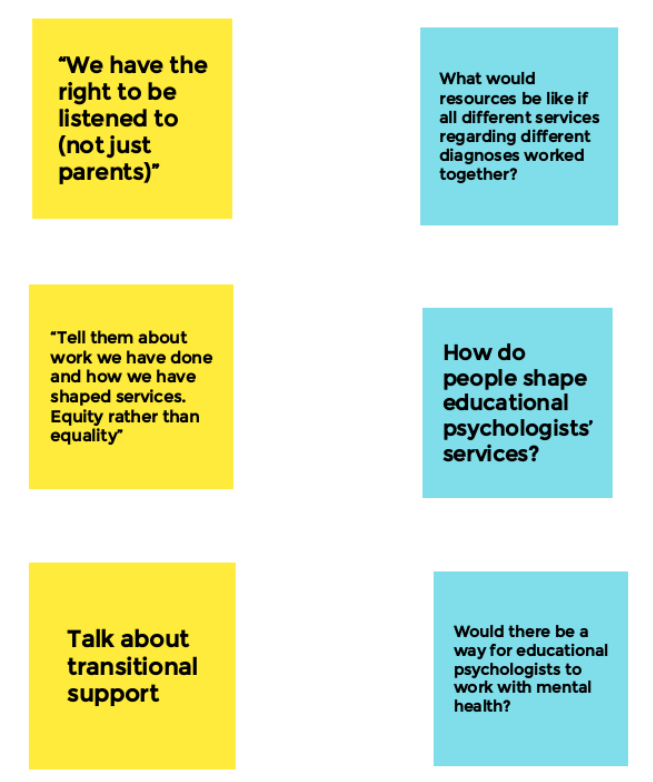 “We have the
right to be
listened to
(not just
parents)”
What would
resources be like if
all different services
regarding different
diagnoses worked
together?
“Tell them about
work we have done
and how we have
shaped services.
Equity rather than
equality”
How do
people shape
educational
psychologists’
services?
Talk about
transitional
support
Would there be a
way for educational
psychologists to
work with mental
health?